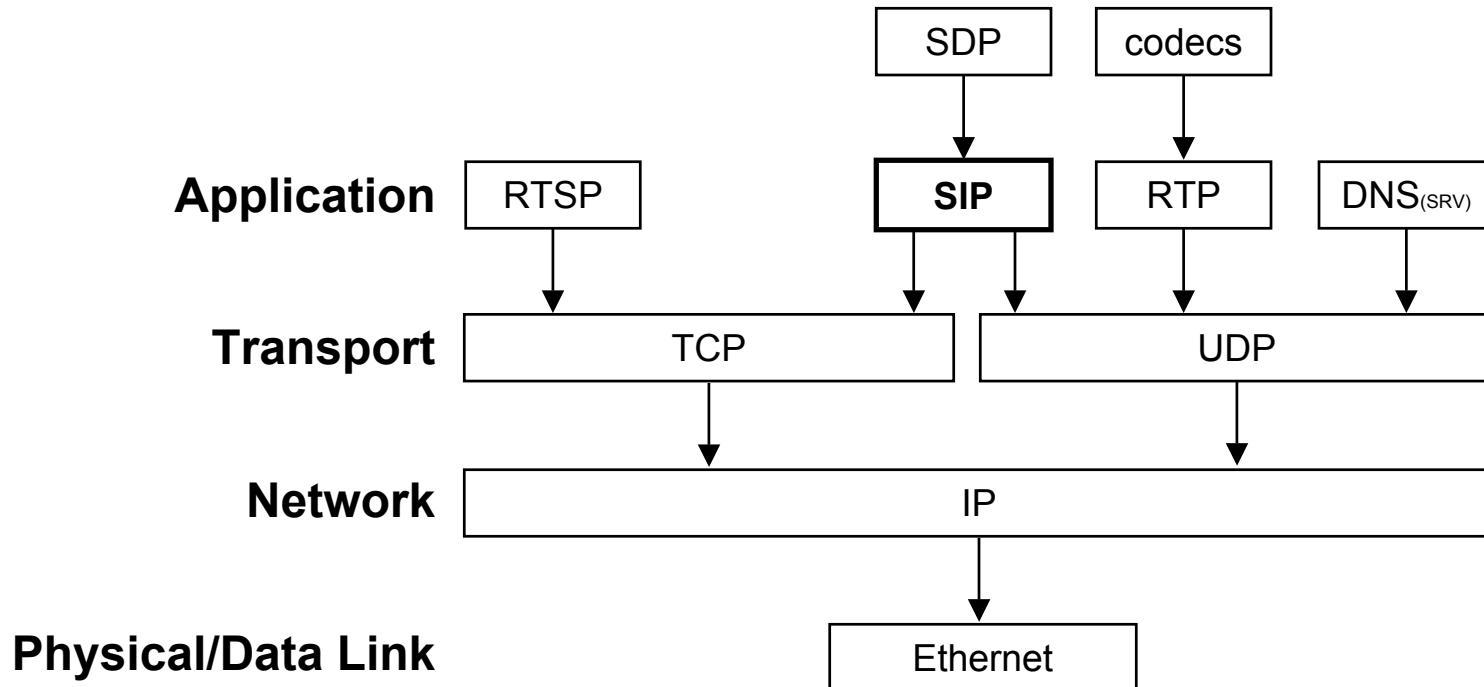 SDP codecs
Application RTSP SIP RTP DNS(SRV)
Transport TCP UDP
Network IP
Physical/Data Link Ethernet